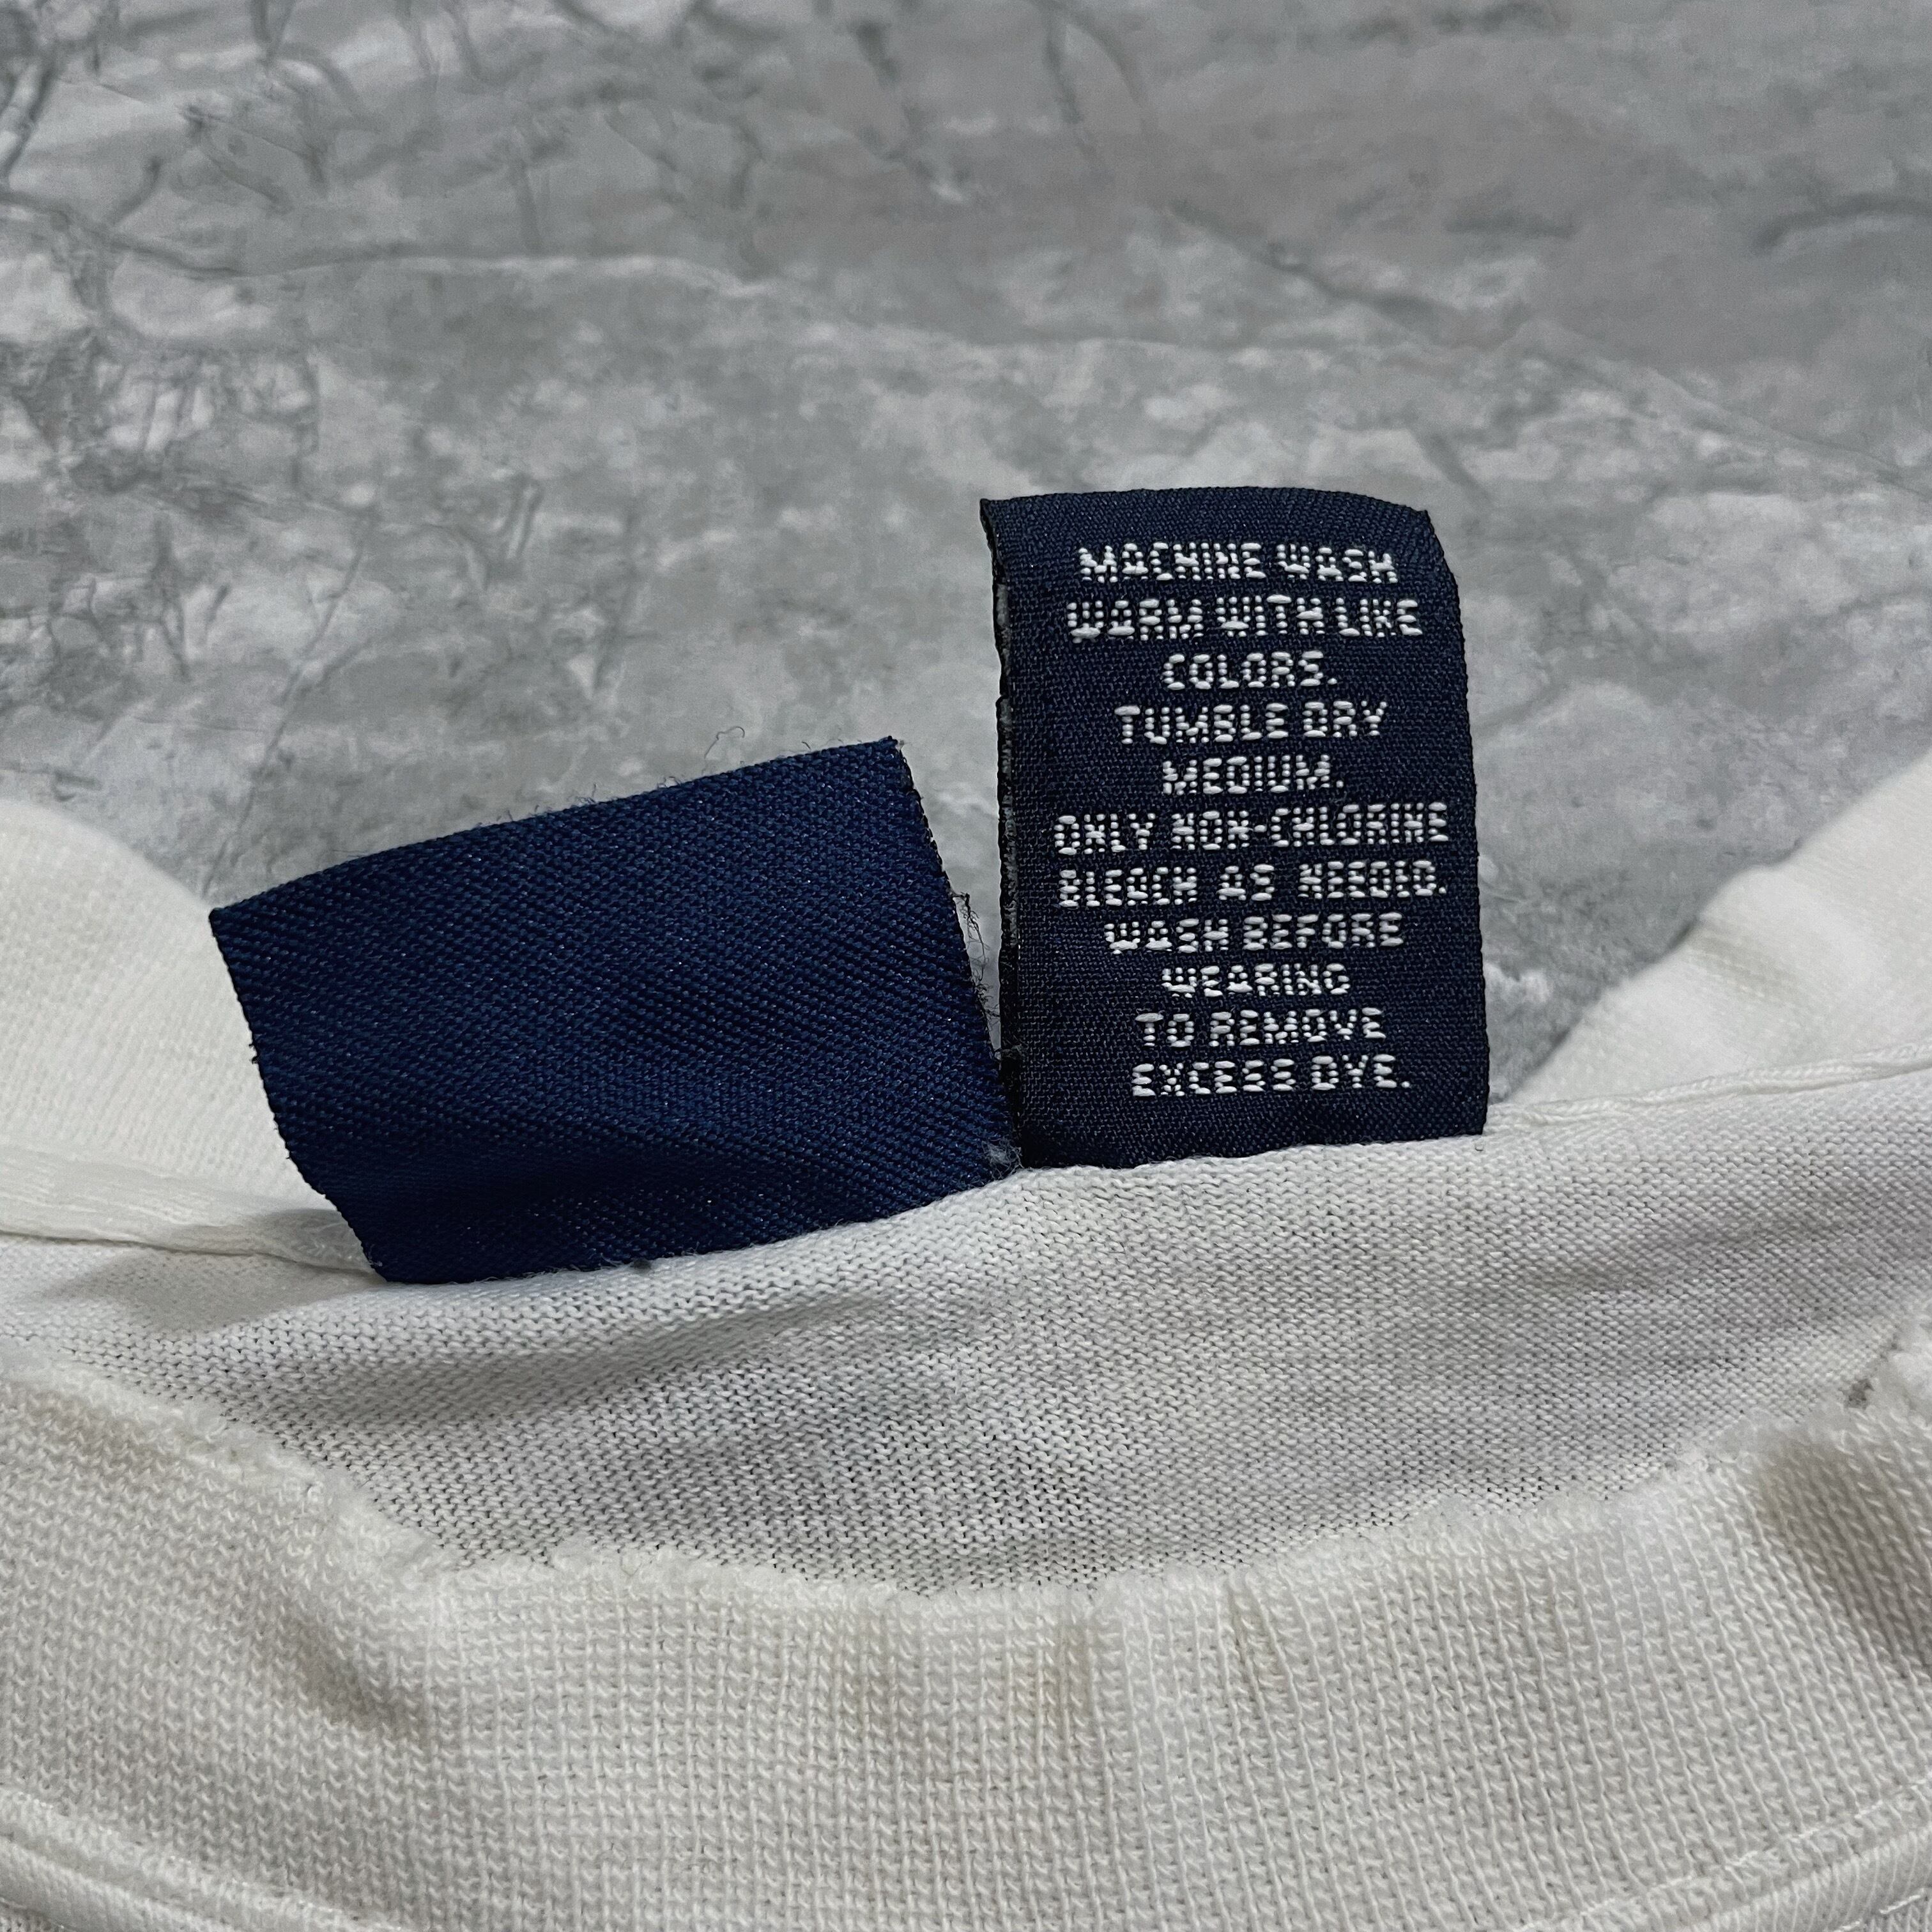 MACHINE WASH
WARM WITH LIKE
COLORS.
TUMBLE DRY
MEDIUM.
ONLY NON-CHLORINE
BLEACH AS NEEDED.
WASH BEFORE
WEARING
TO REMOVE
EXCESS DYE.